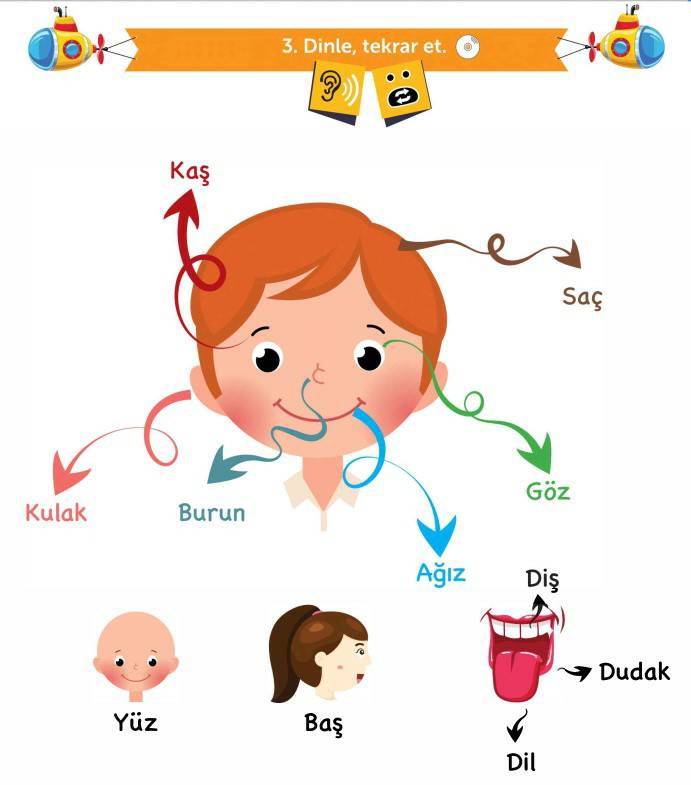 3. Dinle, tekrar et.
Kaş
Saç
Kulak
Burun
Göz
Ağız
Diş
Dudak
Yüz
Baş
Dil